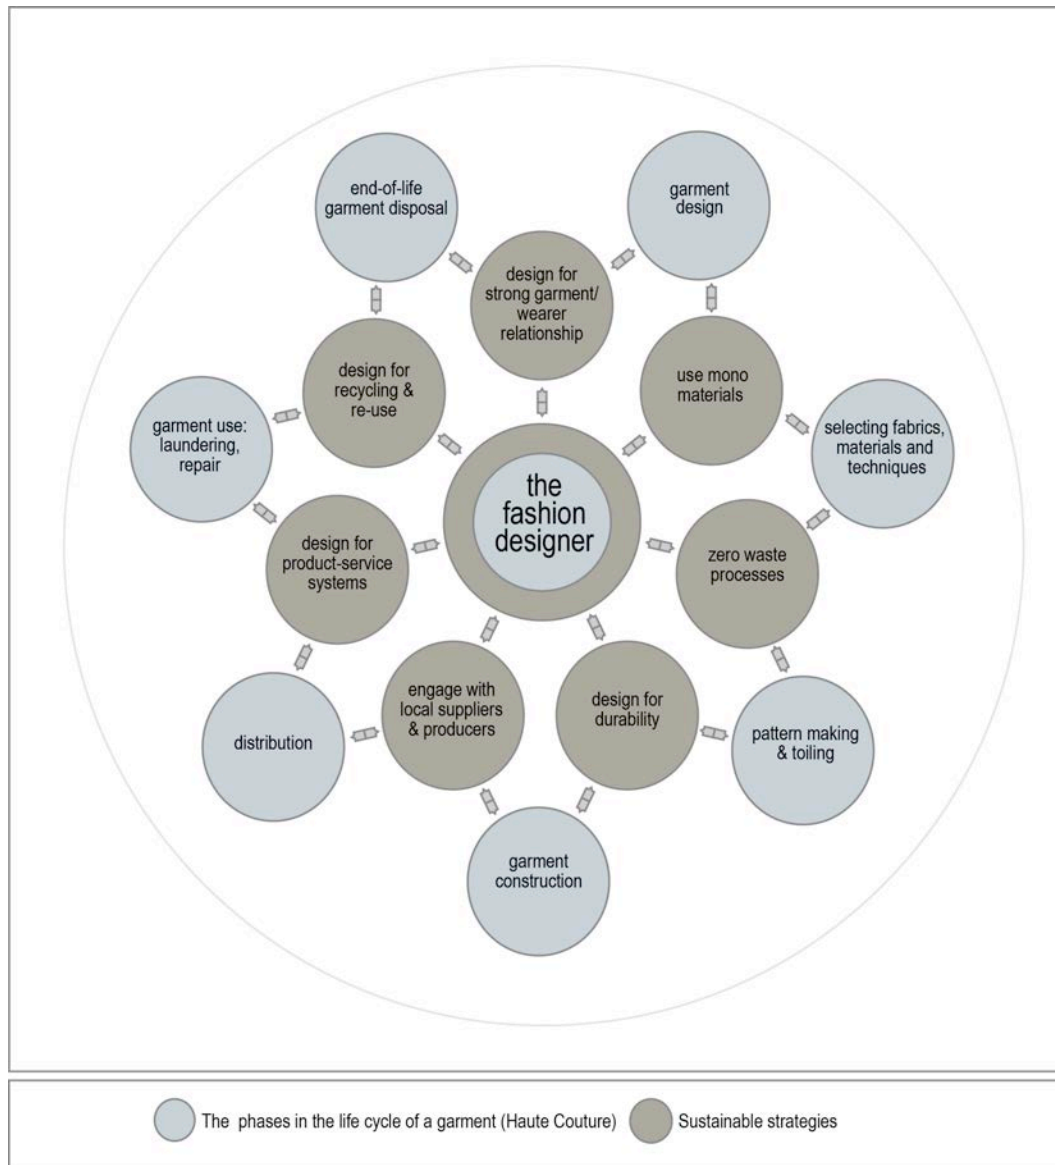 end-of-life
garment disposal
garment
design
design for
strong garment/
wearer
relationship
design for
recycling &
re-use
use mono
materials
garment use:
laundering,
repair
selecting fabrics,
materials and
techniques
the
fashion
designer
design for
product-service
systems
zero waste
processes
engage with
local suppliers
& producers
design for
durability
distribution
pattern making
& toiling
garment
construction
The phases in the life cycle of a garment (Haute Couture)
Sustainable strategies